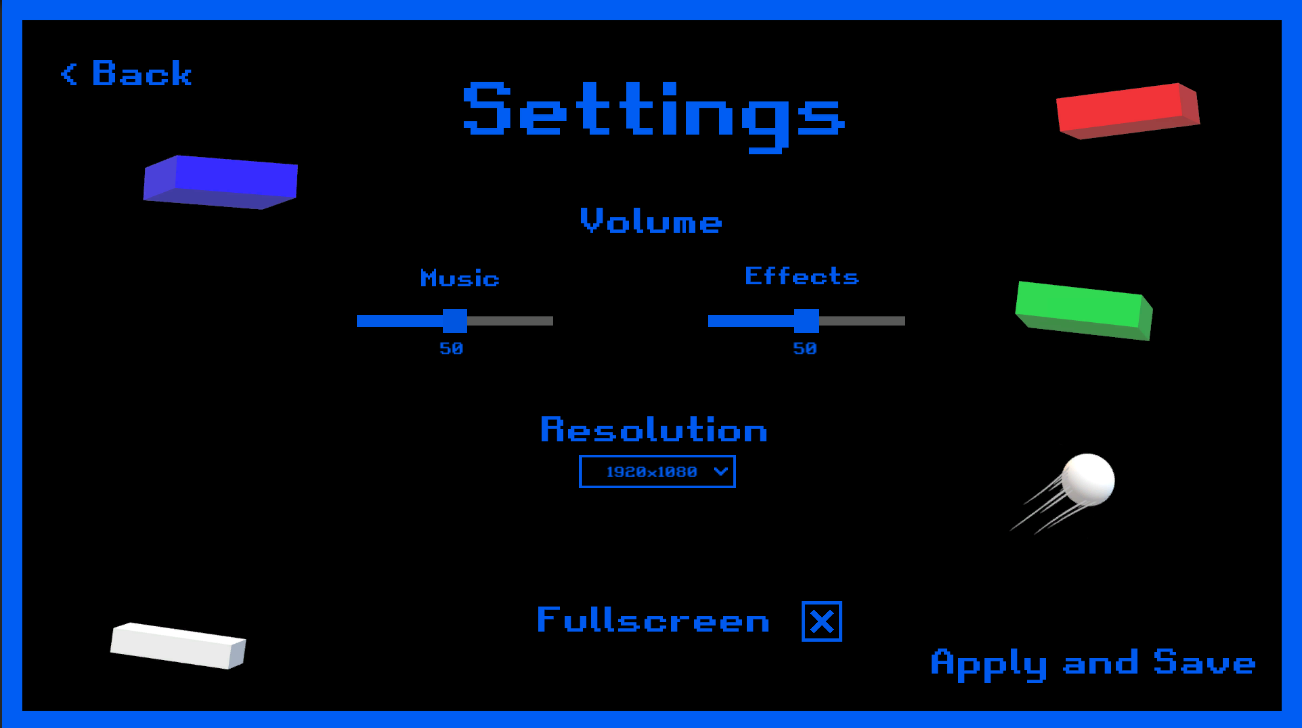 < Back
Settings
Volume
Music
Effects
50
50
Resolution
1920x1080
Fullscreen
Apply and Save